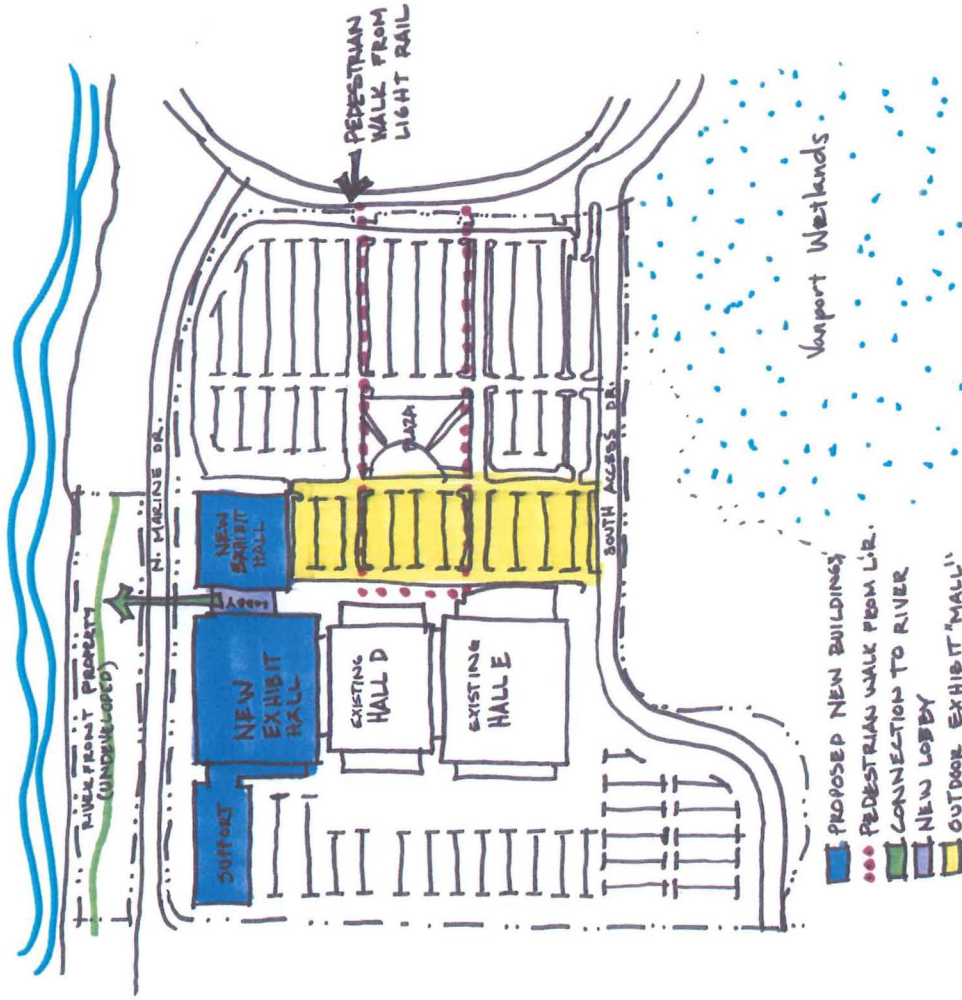 RIVERFRONT PROPERTY
(UNDEVELOPED)
N. MARINE DR.
PEDESTRIAN
WALK FROM
LIGHT RAIL
NEW
EXHIBIT
HALL
LOBBY
NEW
EXHIBIT
HALL
SUPPORT
PLAZA
EXISTING
HALL D
EXISTING
HALL E
SOUTH ACCESS DR.
Vanport Wetlands
PROPOSED NEW BUILDINGS
PEDESTRIAN WALK FROM L.R.
CONNECTION TO RIVER
NEW LOBBY
OUTDOOR EXHIBIT "MALL"